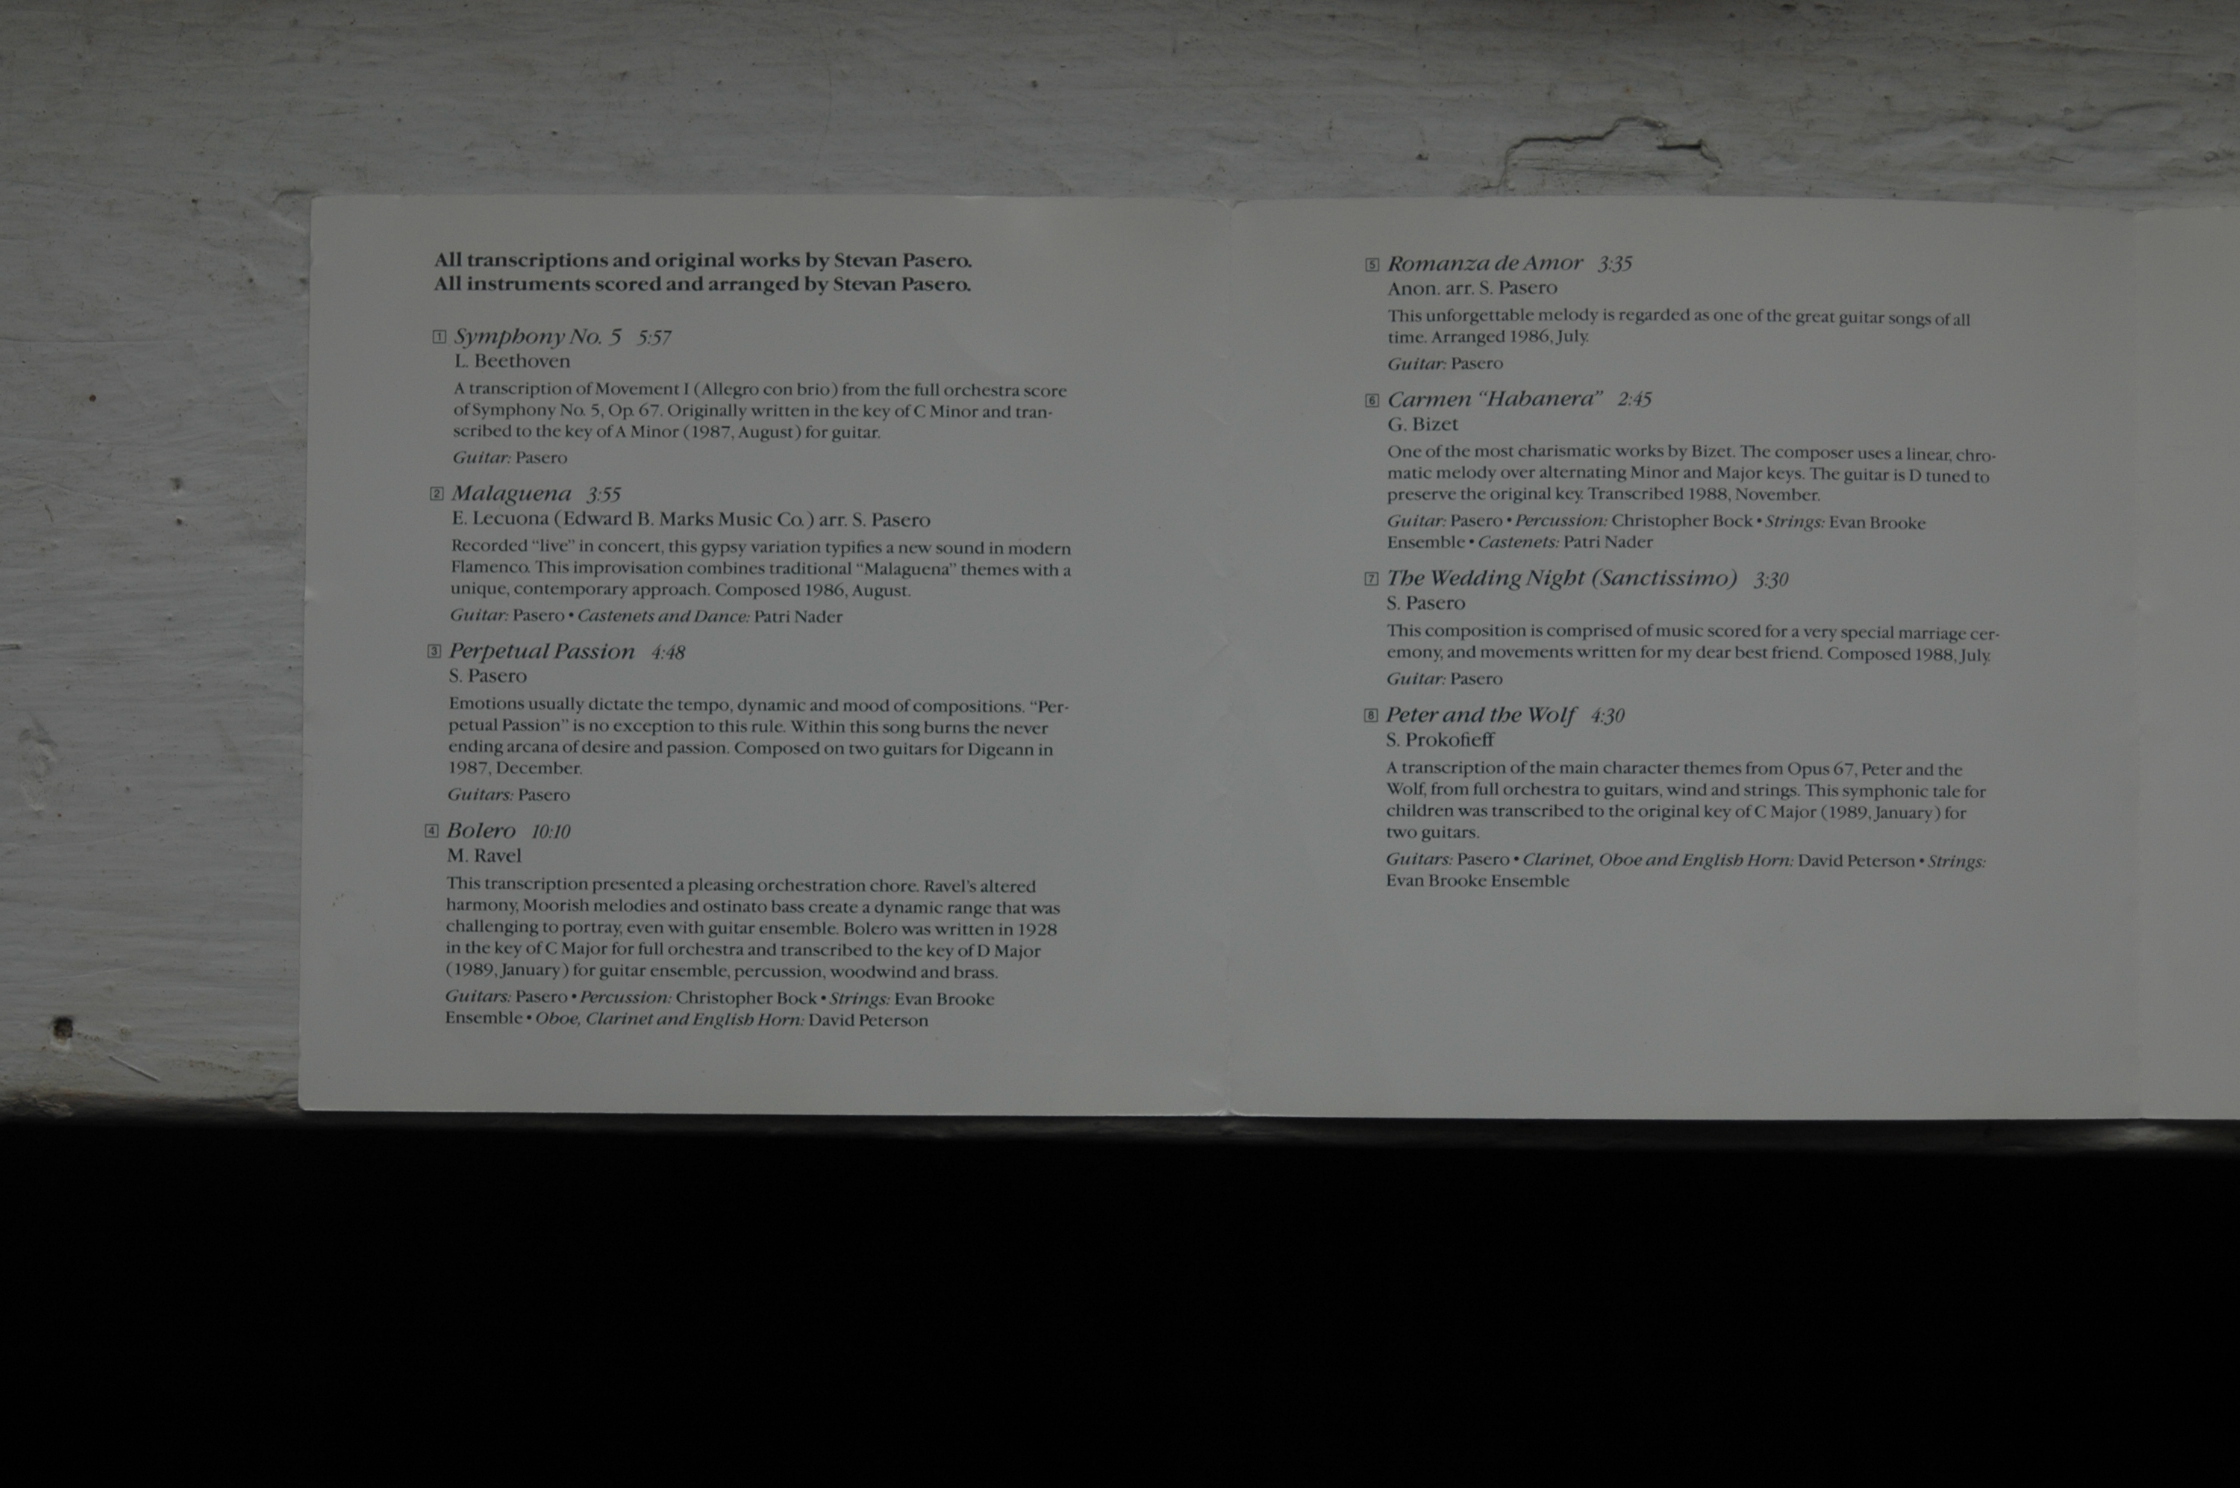 All transcriptions and original works by Stevan Pasero.
All instruments scored and arranged by Stevan Pasero.
1 Symphony No. 5 5:57
L. Beethoven
A transcription of Movement I (Allegro con brio) from the full orchestra score
of Symphony No. 5, Op. 67. Originally written in the key of C Minor and tran-
scribed to the key of A Minor (1987, August) for guitar.
Guitar: Pasero
2 Malaguena 3:55
E. Lecuona (Edward B. Marks Music Co.) arr. S. Pasero
Recorded “live” in concert, this gypsy variation typifies a new sound in modern
Flamenco. This improvisation combines traditional “Malaguena” themes with a
unique, contemporary approach. Composed 1986, August.
Guitar: Pasero • Castenets and Dance: Patri Nader
3 Perpetual Passion 4:48
S. Pasero
Emotions usually dictate the tempo, dynamic and mood of compositions. “Per-
petual Passion” is no exception to this rule. Within this song burns the never
ending arcana of desire and passion. Composed on two guitars for Digeann in
1987, December.
Guitars: Pasero
4 Bolero 10:10
M. Ravel
This transcription presented a pleasing orchestration chore. Ravel's altered
harmony, Moorish melodies and ostinato bass create a dynamic range that was
challenging to portray, even with guitar ensemble. Bolero was written in 1928
in the key of C Major for full orchestra and transcribed to the key of D Major
(1989, January) for guitar ensemble, percussion, woodwind and brass.
Guitars: Pasero • Percussion: Christopher Bock • Strings: Evan Brooke
Ensemble • Oboe, Clarinet and English Horn: David Peterson
5 Romanza de Amor 3:35
Anon. arr. S. Pasero
This unforgettable melody is regarded as one of the great guitar songs of all
time. Arranged 1986, July.
Guitar: Pasero
6 Carmen “Habanera” 2:45
G. Bizet
One of the most charismatic works by Bizet. The composer uses a linear, chro-
matic melody over alternating Minor and Major keys. The guitar is D tuned to
preserve the original key. Transcribed 1988, November.
Guitar: Pasero • Percussion: Christopher Bock • Strings: Evan Brooke
Ensemble • Castenets: Patri Nader
7 The Wedding Night (Sanctissimo) 3:30
S. Pasero
This composition is comprised of music scored for a very special marriage cer-
emony, and movements written for my dear best friend. Composed 1988, July.
Guitar: Pasero
8 Peter and the Wolf 4:30
S. Prokofieff
A transcription of the main character themes from Opus 67, Peter and the
Wolf, from full orchestra to guitars, wind and strings. This symphonic tale for
children was transcribed to the original key of C Major (1989, January) for
two guitars.
Guitars: Pasero • Clarinet, Oboe and English Horn: David Peterson • Strings:
Evan Brooke Ensemble